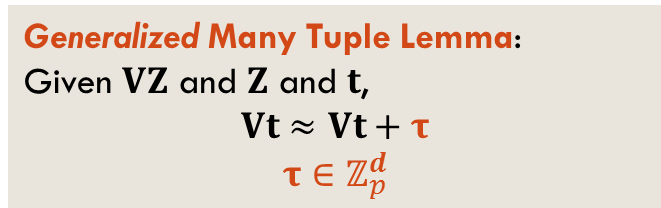 Generalized Many Tuple Lemma:
Given VZ and Z and t,
Vt ≈ Vt + τ
τ ∈ ℤ_p^d